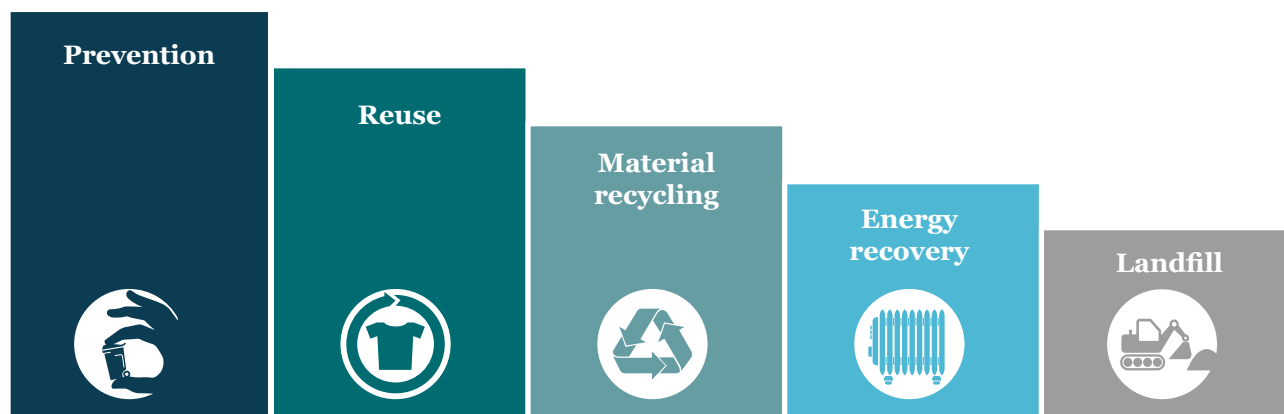 Prevention
Reuse
Material
recycling
Energy
recovery
Landfill